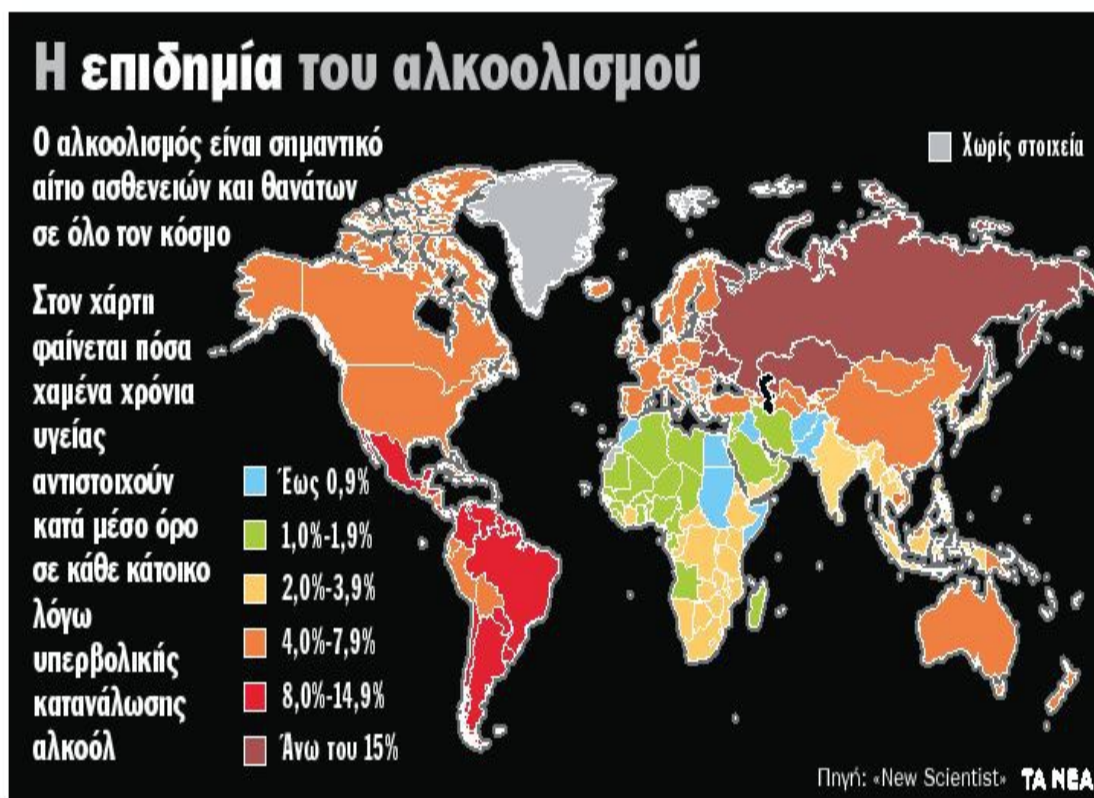 Η επιδημία του αλκοολισμού
Ο αλκοολισμός είναι σημαντικό
αίτιο ασθενειών και θανάτων
σε όλο τον κόσμο
Χωρίς στοιχεία
Στον χάρτη
φαίνεται πόσα
χαμένα χρόνια
υγείας
αντιστοιχούν
κατά μέσο όρο
σε κάθε κάτοικο
λόγω
υπερβολικής
κατανάλωσης
αλκοόλ
Έως 0,9%
1,0%-1,9%
2,0%-3,9%
4,0%-7,9%
8,0%-14,9%
Άνω του 15%
Πηγή: «New Scientist» ΤΑ ΝΕΑ